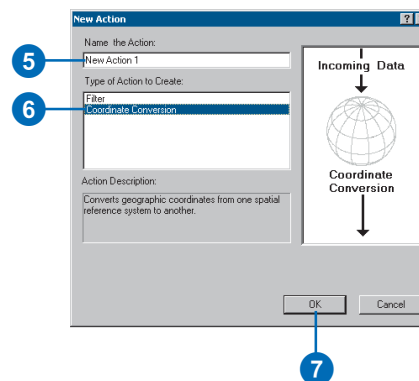 New Action
?
Name the Action:
5
New Action 1
Type of Action to Create:
6
Filter
Coordinate Conversion
Action Description:
Converts geographic coordinates from one spatial
reference system to another.
Incoming Data
Coordinate
Conversion
OK
Cancel
7